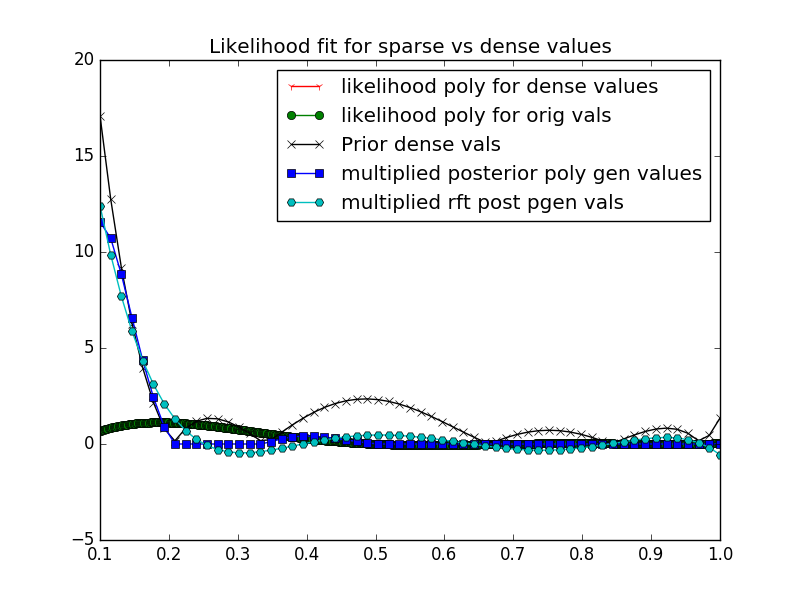 Likelihood fit for sparse vs dense values
20
15
10
5
0
−5
likelihood poly for dense values
likelihood poly for orig vals
Prior dense vals
multiplied posterior poly gen values
multiplied rft post pgen vals
0.1 0.2 0.3 0.4 0.5 0.6 0.7 0.8 0.9 1.0